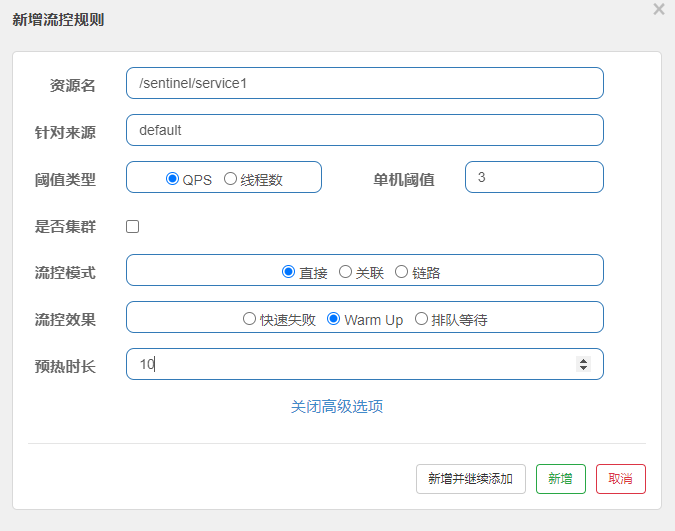 新增流控规则
资源名 /sentinel/service1
针对来源 default
阈值类型 QPS 线程数 单机阈值 3
是否集群
流控模式 直接 关联 链路
流控效果 快速失败 Warm Up 排队等待
预热时长 10
关闭高级选项
新增并继续添加 新增 取消